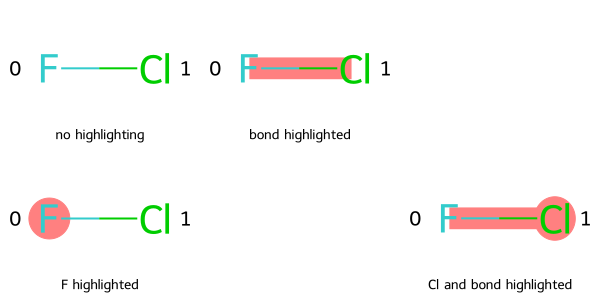 0 F Cl 1 0 F Cl 1
no highlighting bond highlighted
0 F Cl 1 0 F Cl 1
F highlighted Cl and bond highlighted